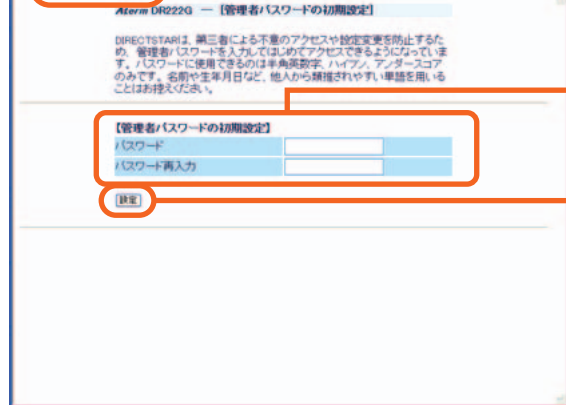 Aterm DR222G ― [管理者パスワードの初期設定]
DIRECTSTARは、第三者による不意のアクセスや設定変更を防止するた
め、管理者パスワードを入力してはじめてアクセスできるようになっていま
す。パスワードに使用できるのは半角英数字、ハイフン、アンダースコア
のみです。名前や生年月日など、他人から類推されやすい単語を用いる
ことはお控えください。
【管理者パスワードの初期設定】
パスワード
パスワード再入力
設定